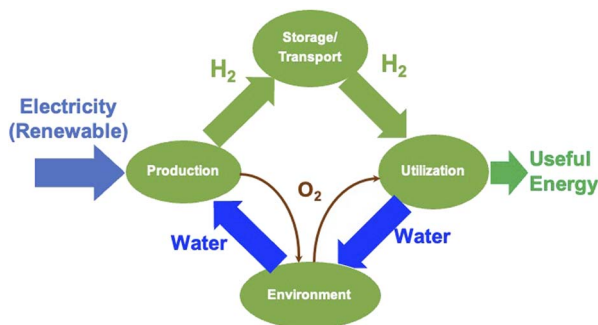 Storage/
Transport
H2
H2
Electricity
(Renewable)
Production
Utilization
Useful
Energy
O2
Water
Water
Environment